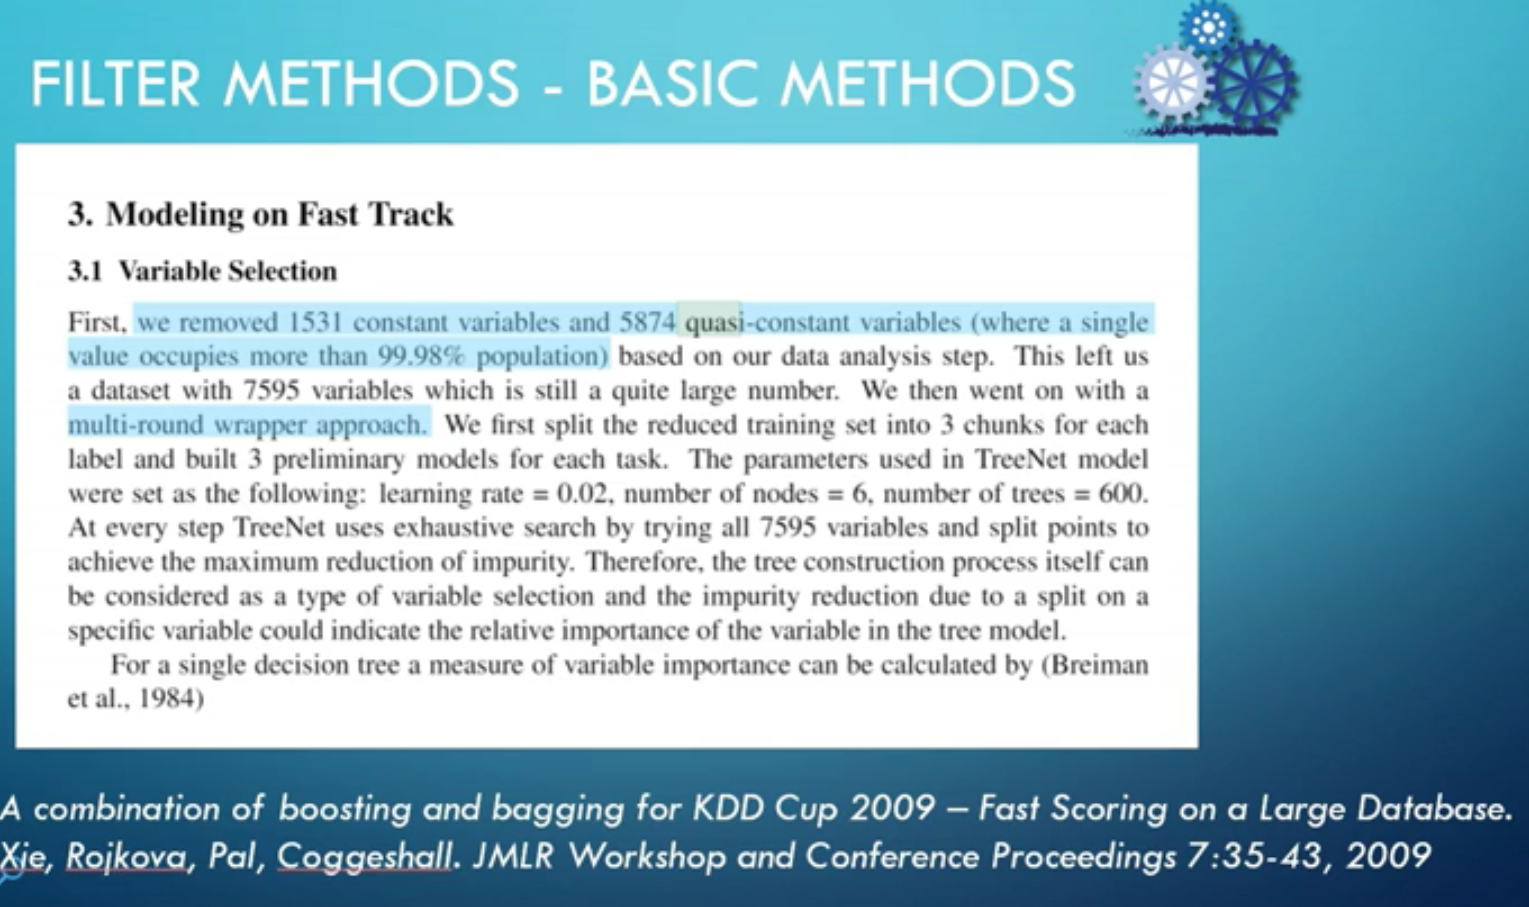 FILTER METHODS - BASIC METHODS
3. Modeling on Fast Track
3.1 Variable Selection
First, we removed 1531 constant variables and 5874 quasi-constant variables (where a single
value occupies more than 99.98% population) based on our data analysis step. This left us
a dataset with 7595 variables which is still a quite large number. We then went on with a
multi-round wrapper approach. We first split the reduced training set into 3 chunks for each
label and built 3 preliminary models for each task. The parameters used in TreeNet model
were set as the following: learning rate = 0.02, number of nodes = 6, number of trees = 600.
At every step TreeNet uses exhaustive search by trying all 7595 variables and split points to
achieve the maximum reduction of impurity. Therefore, the tree construction process itself can
be considered as a type of variable selection and the impurity reduction due to a split on a
specific variable could indicate the relative importance of the variable in the tree model.
For a single decision tree a measure of variable importance can be calculated by (Breiman
et al., 1984)
A combination of boosting and bagging for KDD Cup 2009 – Fast Scoring on a Large Database.
Xie, Rojkova, Pal, Coggeshall. JMLR Workshop and Conference Proceedings 7:35-43, 2009